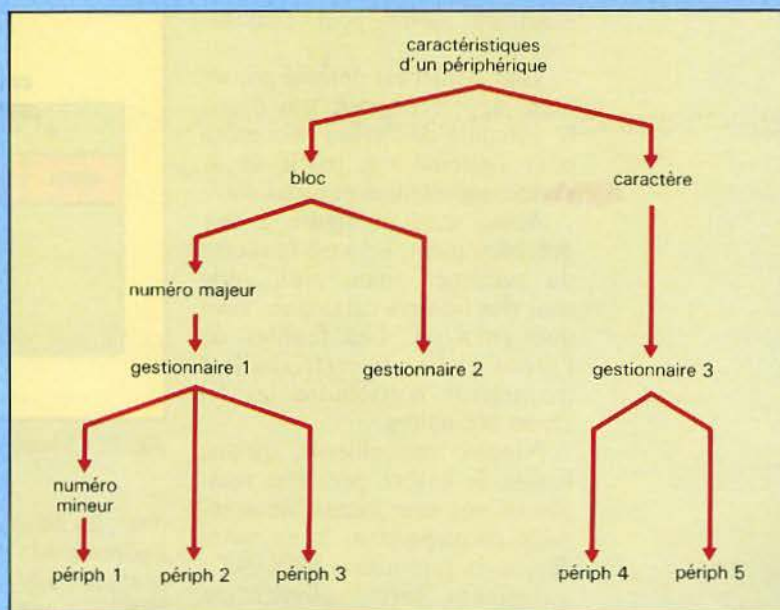 caractéristiques
d'un périphérique
bloc
caractère
numéro majeur
gestionnaire 1
gestionnaire 2
gestionnaire 3
numéro
mineur
périph 1
périph 2
périph 3
périph 4
périph 5